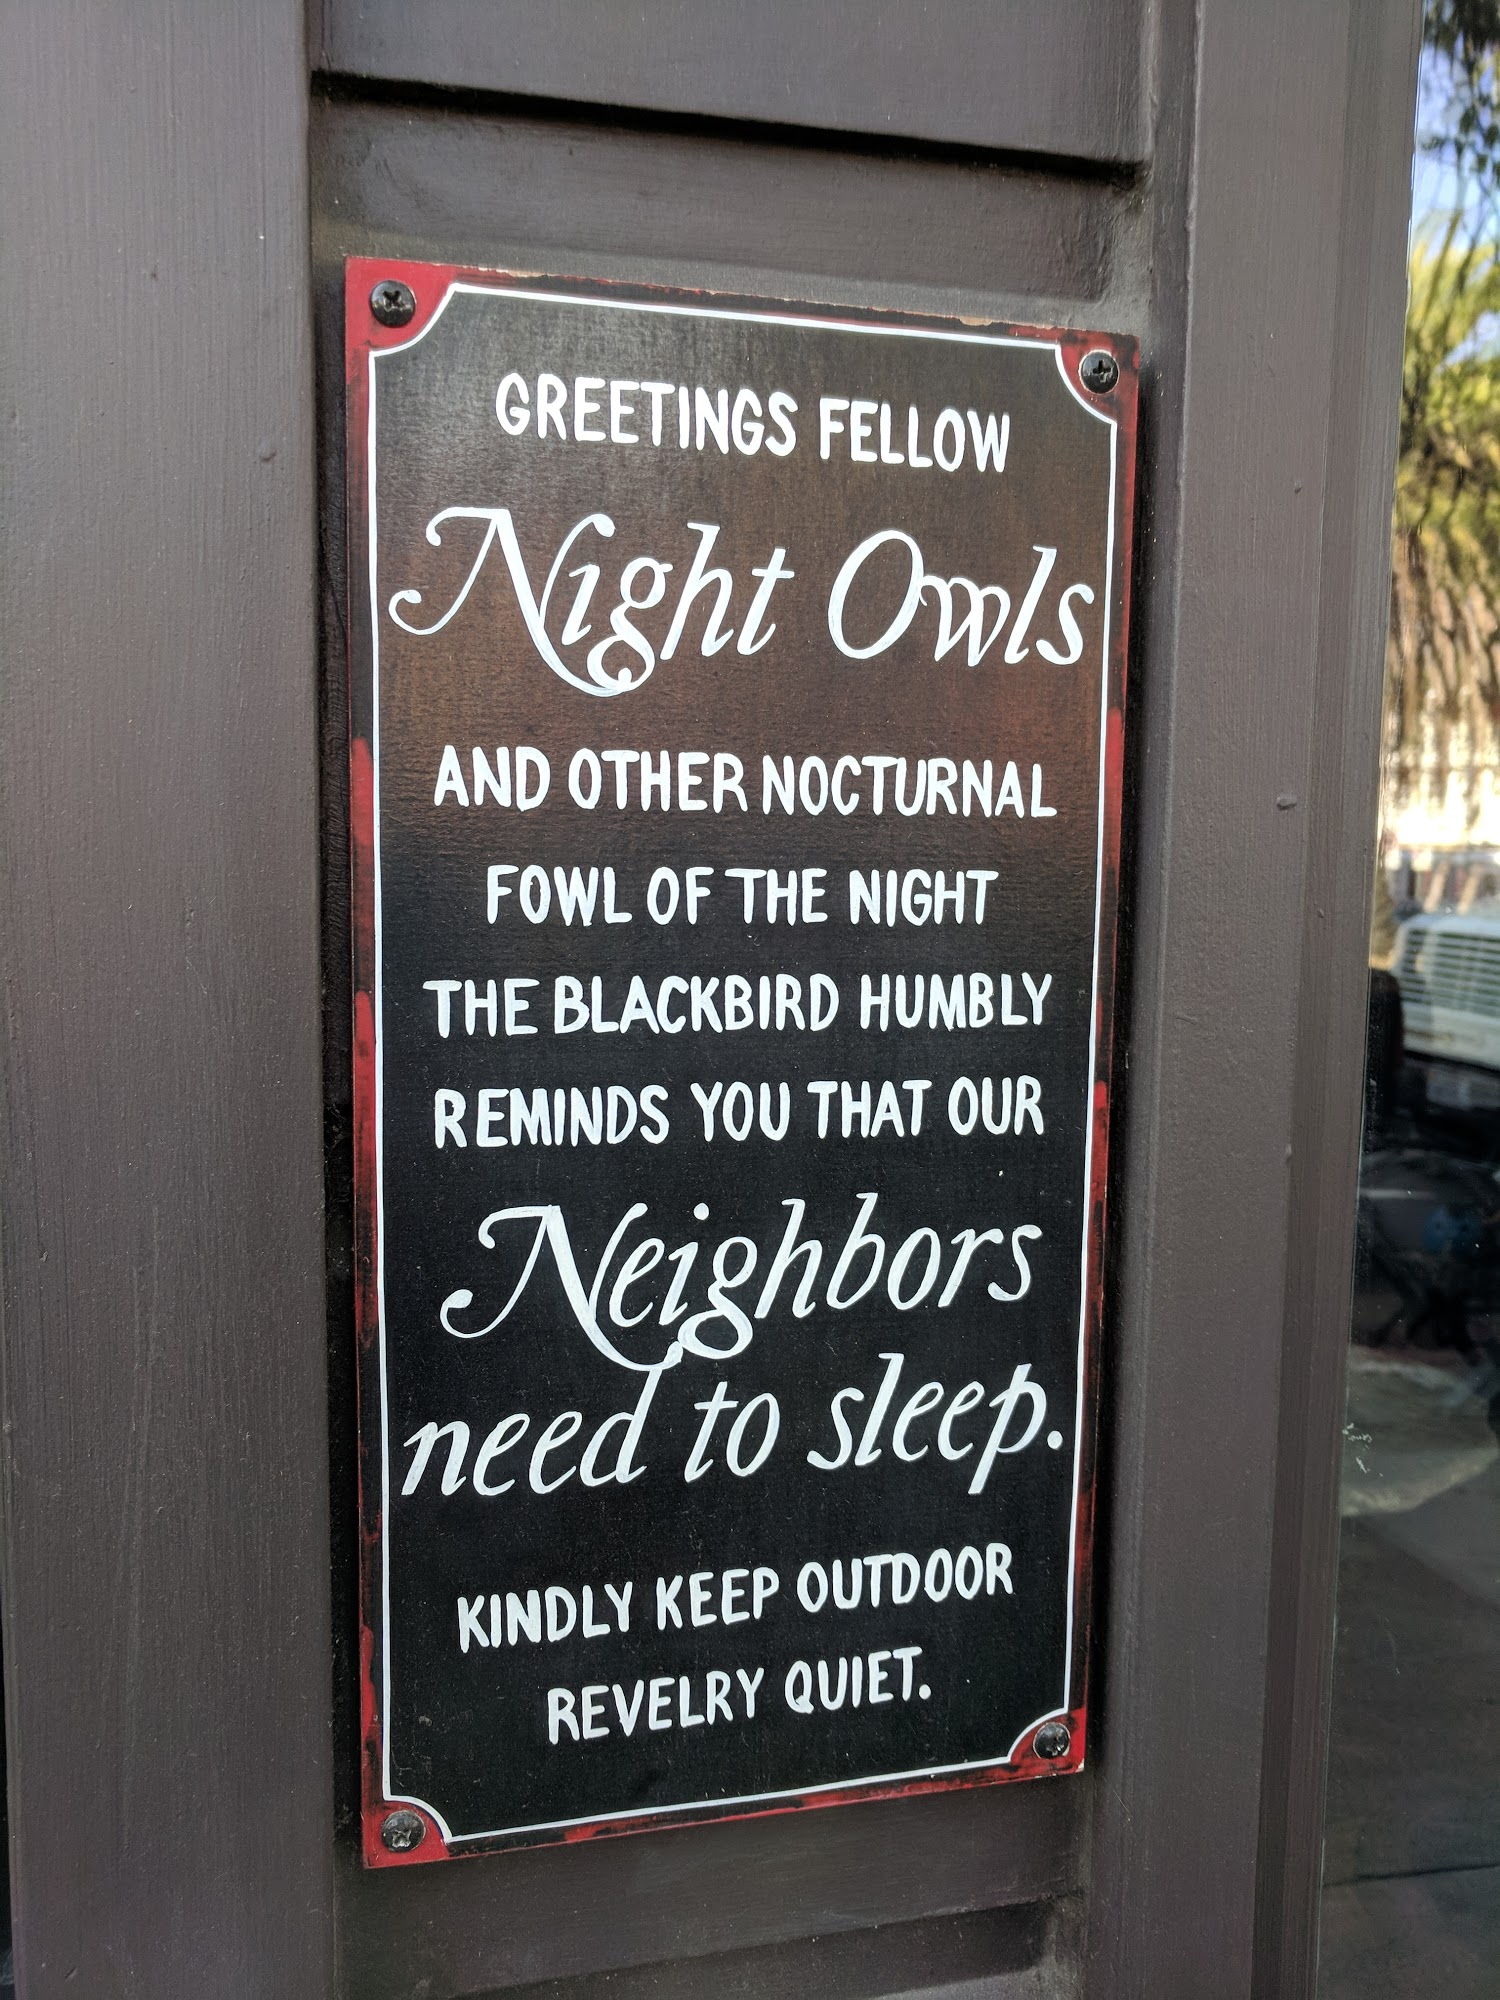 GREETINGS FELLOW
Night Owls
AND OTHER NOCTURNAL
FOWL OF THE NIGHT
THE BLACKBIRD HUMBLY
REMINDS YOU THAT OUR
Neighbors
need to sleep.
KINDLY KEEP OUTDOOR
REVELRY QUIET.